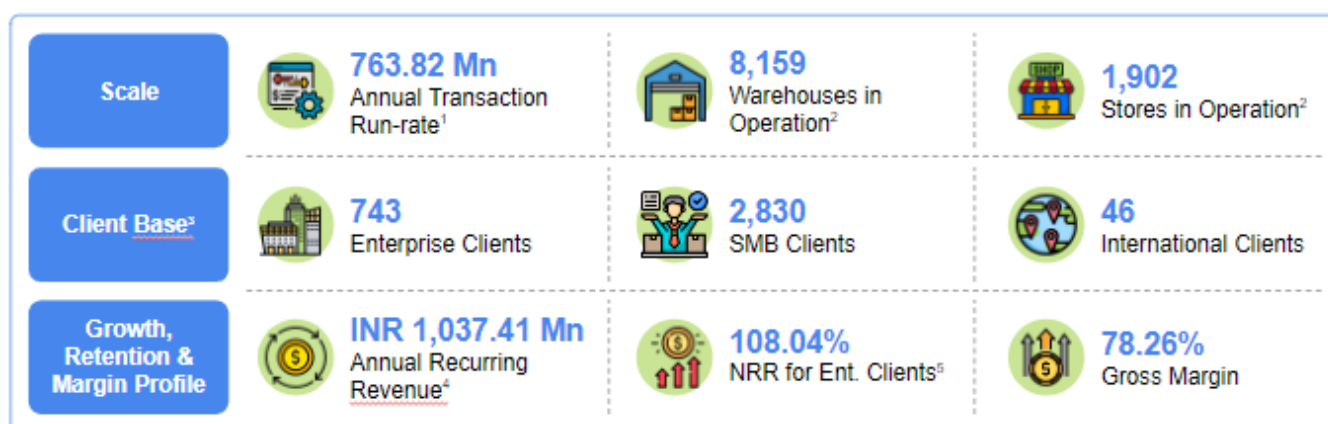 Scale
763.82 Mn
Annual Transaction
Run-rate¹
8,159
Warehouses in
Operation²
SHOP
1,902
Stores in Operation²
Client Base³
743
Enterprise Clients
2,830
SMB Clients
46
International Clients
Growth,
Retention &
Margin Profile
INR 1,037.41 Mn
Annual Recurring
Revenue⁴
108.04%
NRR for Ent. Clients⁵
78.26%
Gross Margin